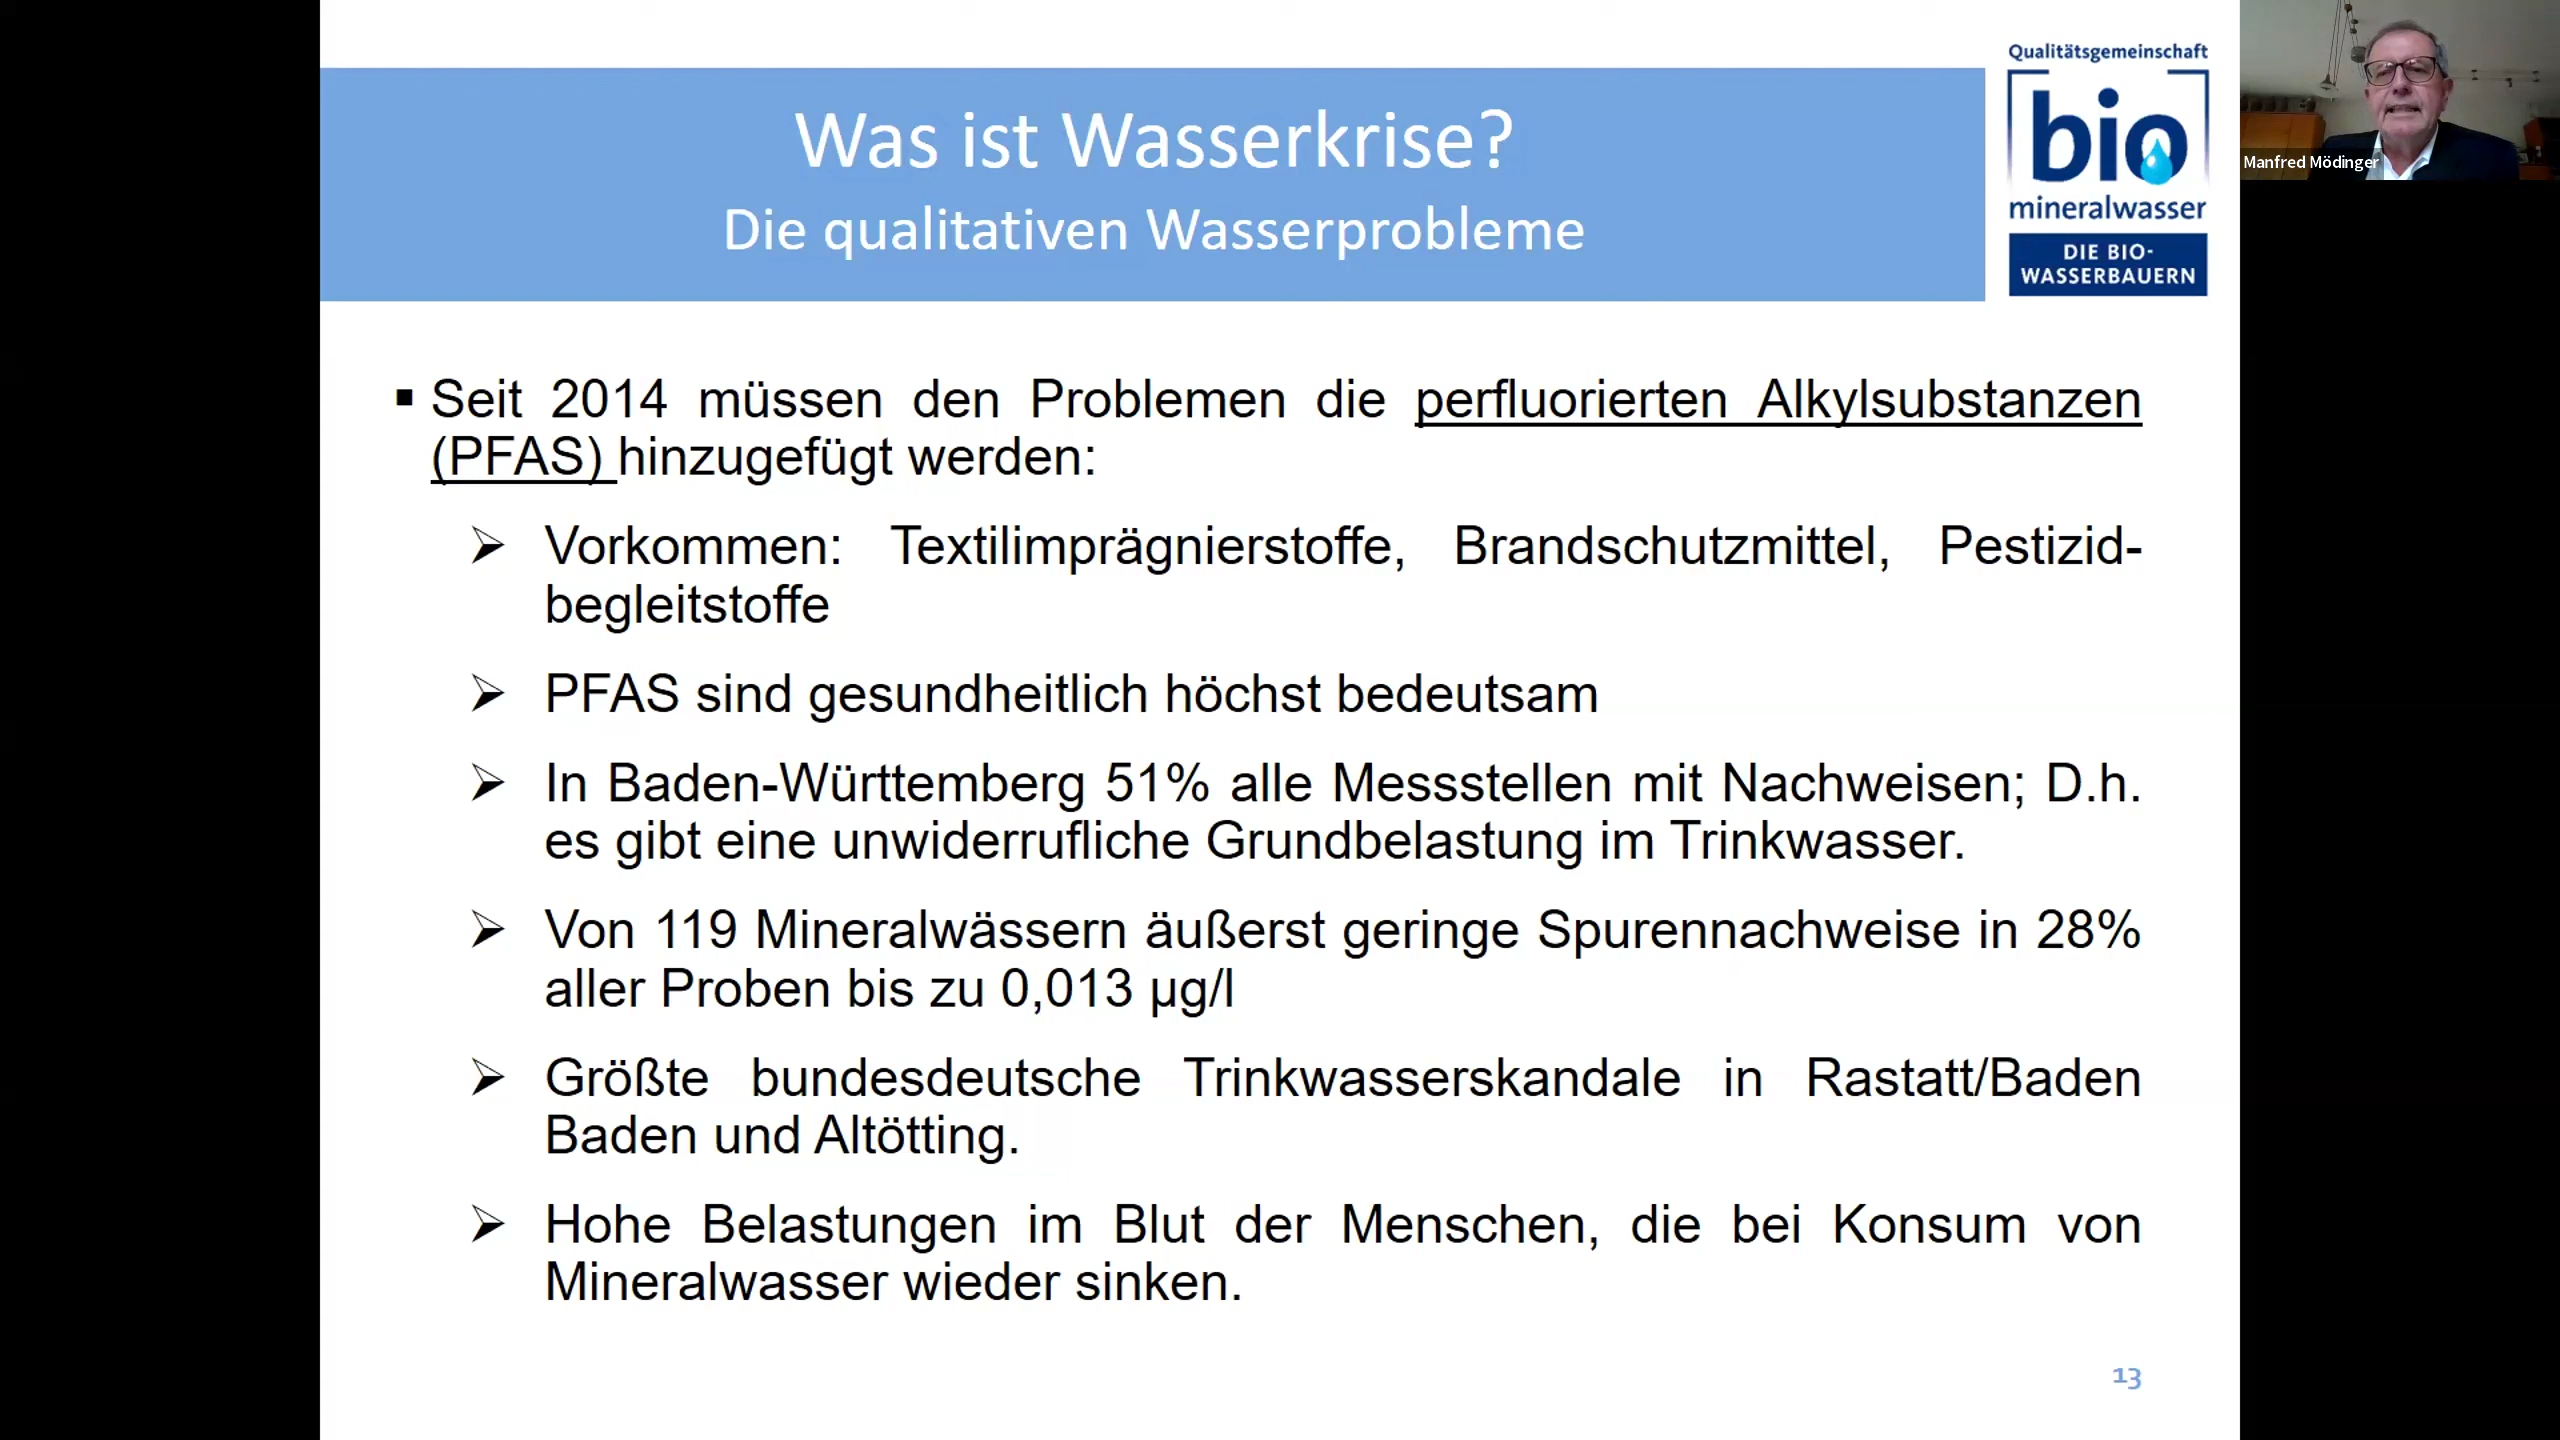 Was ist Wasserkrise?
Die qualitativen Wasserprobleme
Qualitätsgemeinschaft
bio
mineralwasser
DIE BIO-
WASSERBAUERN
Manfred Mödinger
▪ Seit 2014 müssen den Problemen die perfluorierten Alkylsubstanzen
(PFAS) hinzugefügt werden:
➢ Vorkommen: Textilimprägnierstoffe, Brandschutzmittel, Pestizid-
begleitstoffe
➢ PFAS sind gesundheitlich höchst bedeutsam
➢ In Baden-Württemberg 51% alle Messstellen mit Nachweisen; D.h.
es gibt eine unwiderrufliche Grundbelastung im Trinkwasser.
➢ Von 119 Mineralwässern äußerst geringe Spurennachweise in 28%
aller Proben bis zu 0,013 µg/l
➢ Größte bundesdeutsche Trinkwasserskandale in Rastatt/Baden
Baden und Altötting.
➢ Hohe Belastungen im Blut der Menschen, die bei Konsum von
Mineralwasser wieder sinken.
13